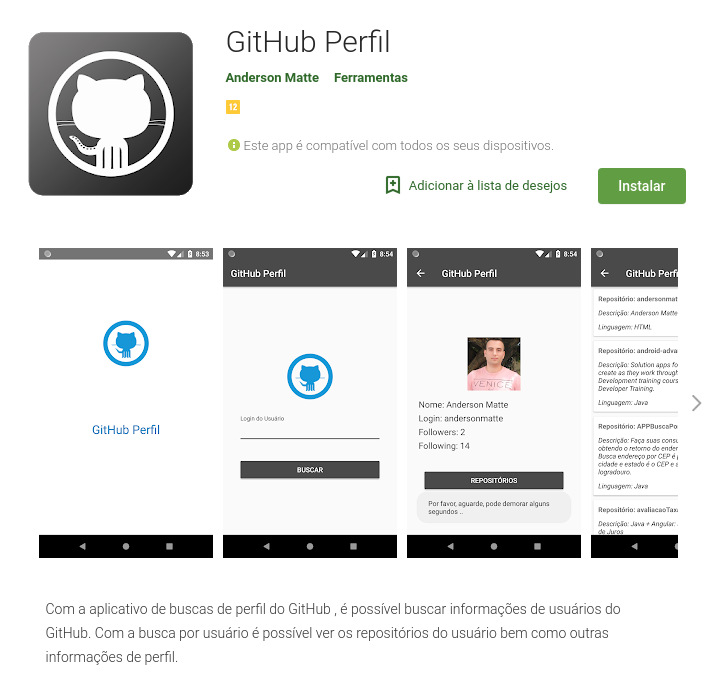 GitHub Perfil
Anderson Matte Ferramentas
12
Este app é compatível com todos os seus dispositivos.
Adicionar à lista de desejos
Instalar
8:53
GitHub Perfil
8:54
GitHub Perfil
Login do Usuário
BUSCAR
8:54
GitHub Perfil
VENICE
Nome: Anderson Matte
Login: andersonmatte
Followers: 2
Following: 14
REPOSITÓRIOS
Por favor, aguarde, pode demorar alguns
segundos ..
GitHub Perfi
Repositório: andersonmat
Descrição: Anderson Matte
Linguagem: HTML
Repositório: android-adva
Descrição: Solution apps fo
create as they work through
Development training cours
Developer Training.
Linguagem: Java
Repositório: APPBuscaPo
Descrição: Faça suas consu
obtendo o retorno do ender
Busca endereço por CEP é p
cidade e estado é o CEP e a
logradouro.
Linguagem: Java
Repositório: avaliacaoTaxa
Descrição: Java + Angular:
de Juros
Com a aplicativo de buscas de perfil do GitHub , é possível buscar informações de usuários do
GitHub. Com a busca por usuário é possível ver os repositórios do usuário bem como outras
informações de perfil.